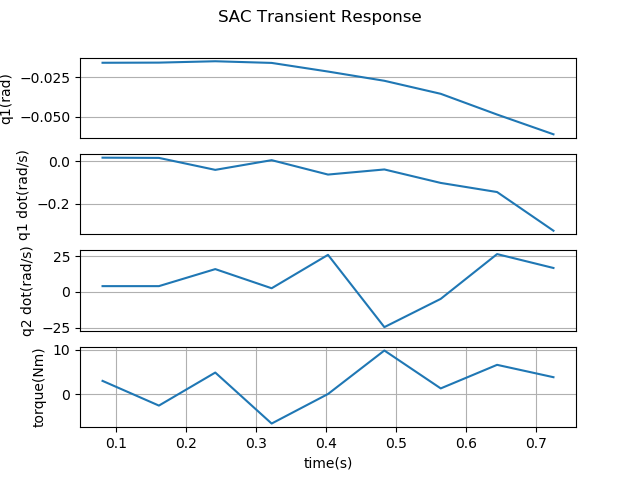 SAC Transient Response
q1(rad)
−0.025
−0.050
q1 dot(rad/s)
0.0
−0.2
q2 dot(rad/s)
25
0
−25
torque(Nm)
10
0
0.1 0.2 0.3 0.4 0.5 0.6 0.7
time(s)